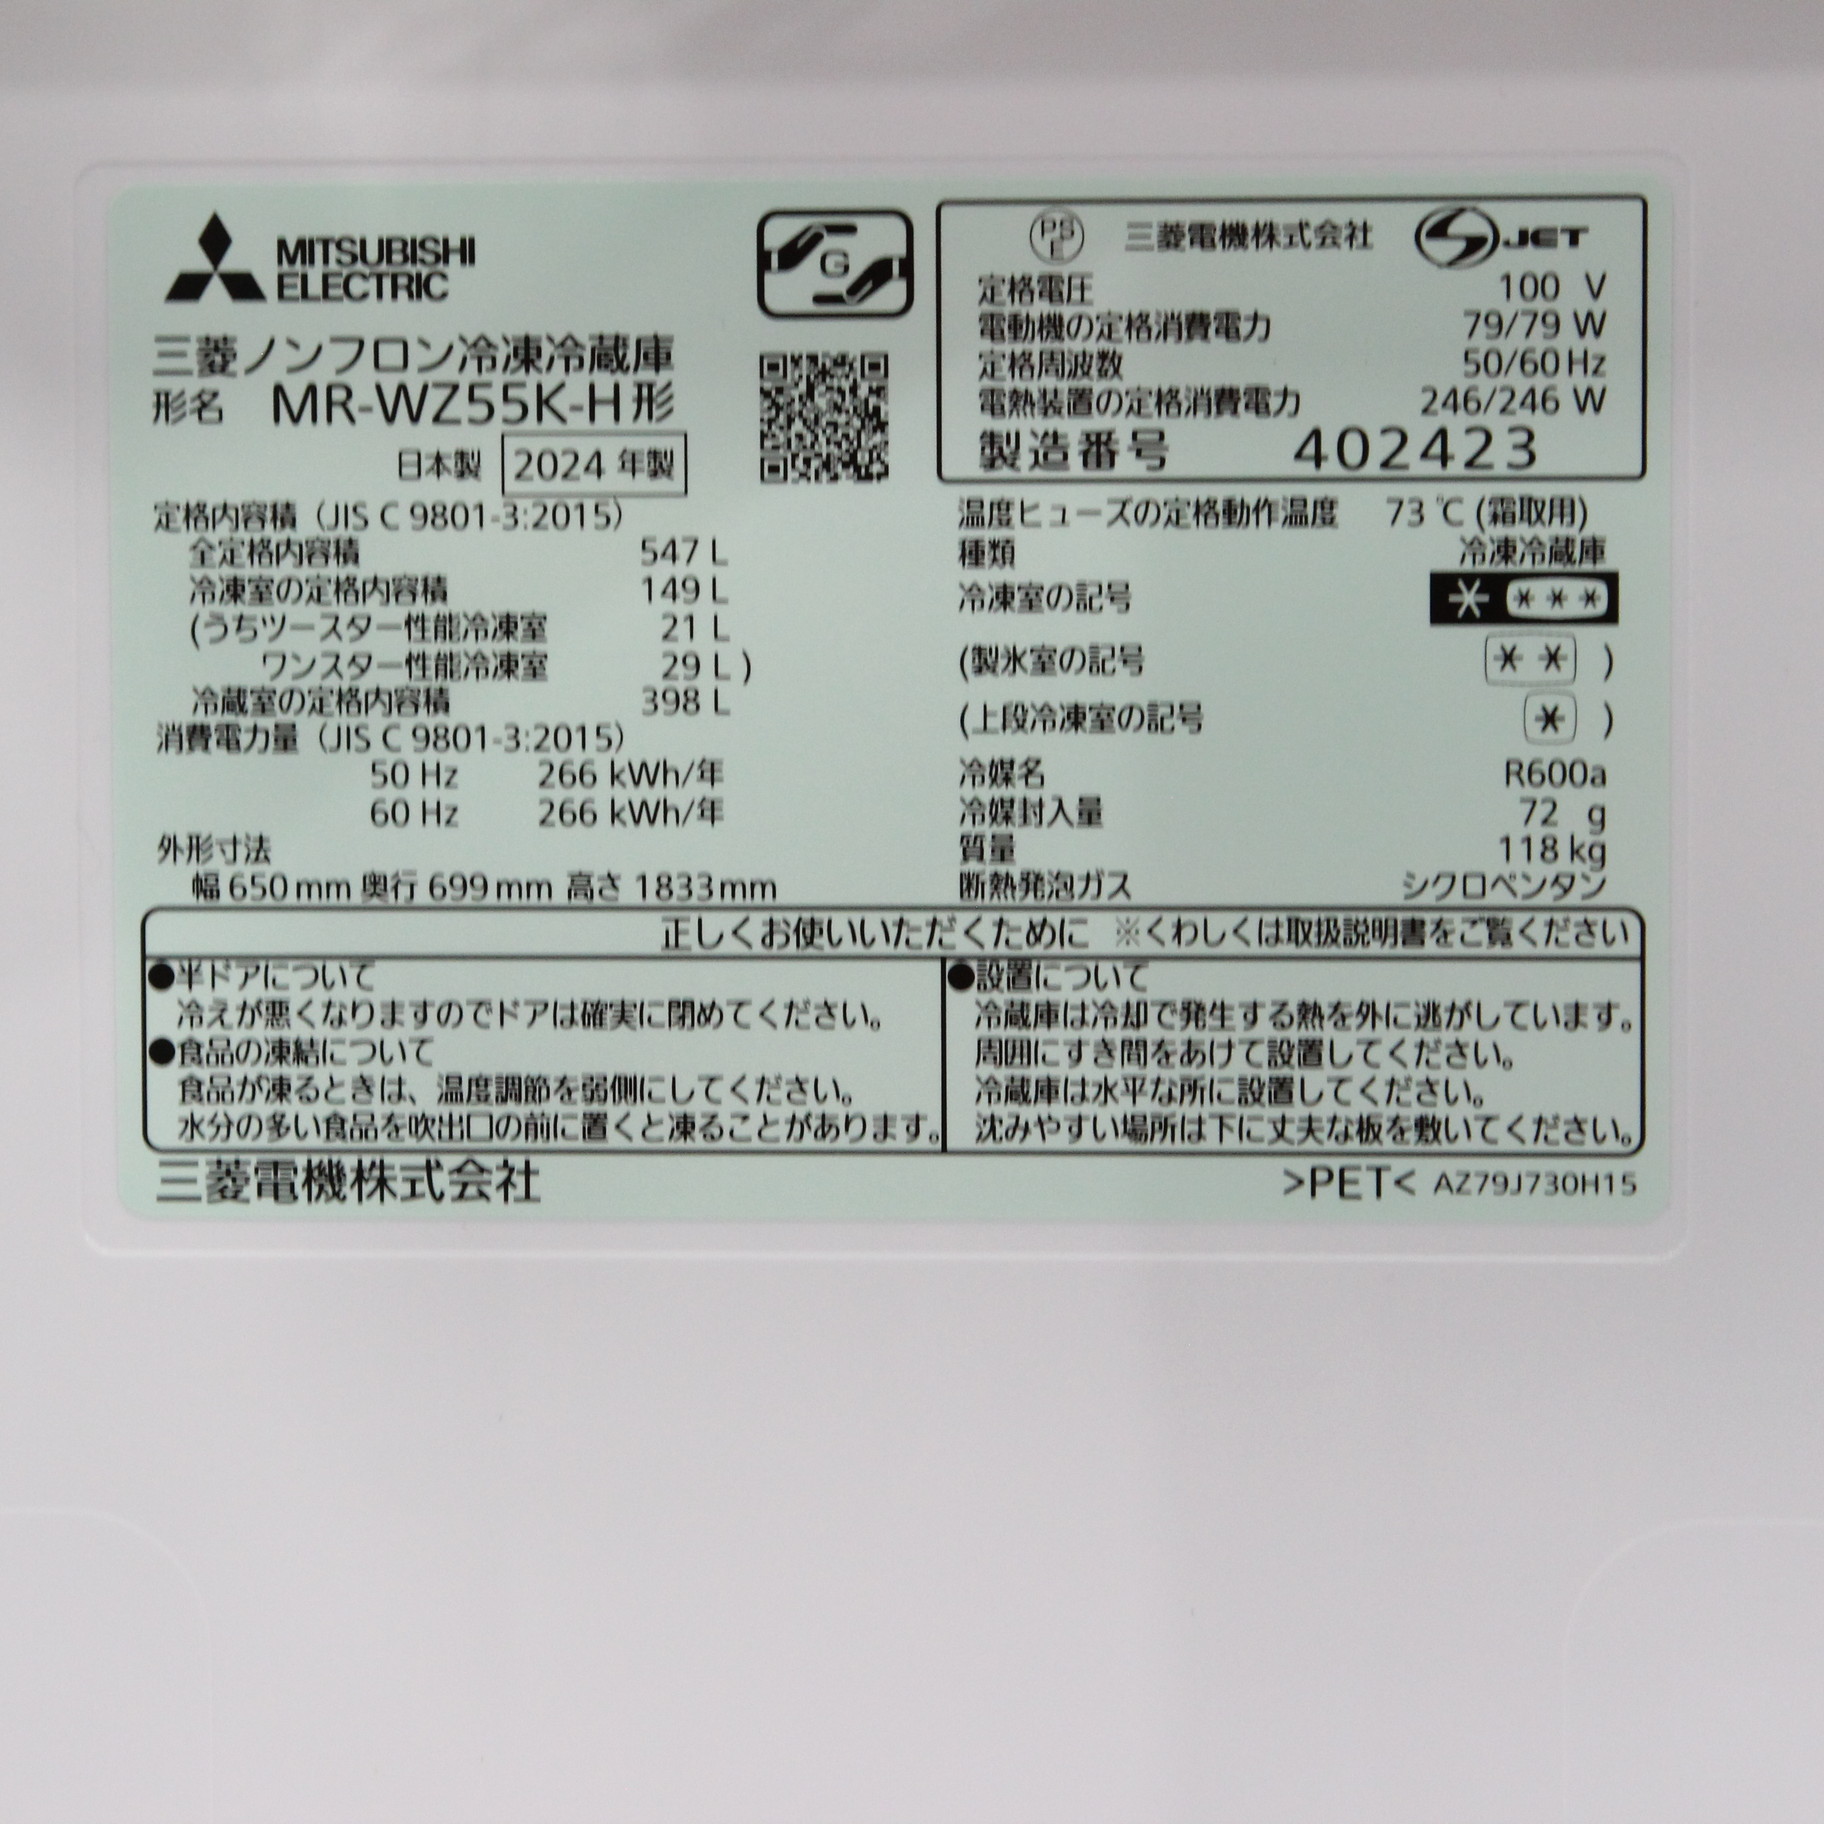 MITSUBISHI
ELECTRIC
G
三菱ノンフロン冷凍冷蔵庫
形名 MR-WZ55K-H形
日本製 2024 年製
定格内容積（JIS C 9801-3:2015）
全定格内容積 547 L
冷凍室の定格内容積 149 L
(うちツースター性能冷凍室 21 L
ワンスター性能冷凍室 29 L )
冷蔵室の定格内容積 398 L
消費電力量（JIS C 9801-3:2015）
50 Hz 266 kWh/年
60 Hz 266 kWh/年
外形寸法
幅 650 mm 奥行 699 mm 高さ 1833 mm
PS
E
三菱電機株式会社 JET
定格電圧 100 V
電動機の定格消費電力 79/79 W
定格周波数 50/60 Hz
電熱装置の定格消費電力 246/246 W
製造番号 402423
温度ヒューズの定格動作温度 73 ℃ (霜取用)
種類 冷凍冷蔵庫
冷凍室の記号 * ***
(製氷室の記号 ** )
(上段冷凍室の記号 * )
冷媒名 R600a
冷媒封入量 72 g
質量 118 kg
断熱発泡ガス シクロペンタン
正しくお使いいただくために ※くわしくは取扱説明書をご覧ください
●半ドアについて
冷えが悪くなりますのでドアは確実に閉めてください。
●食品の凍結について
食品が凍るときは、温度調節を弱側にしてください。
水分の多い食品を吹出口の前に置くと凍ることがあります。
●設置について
冷蔵庫は冷却で発生する熱を外に逃がしています。
周囲にすき間をあけて設置してください。
冷蔵庫は水平な所に設置してください。
沈みやすい場所は下に丈夫な板を敷いてください。
三菱電機株式会社
>PET< AZ79J730H15